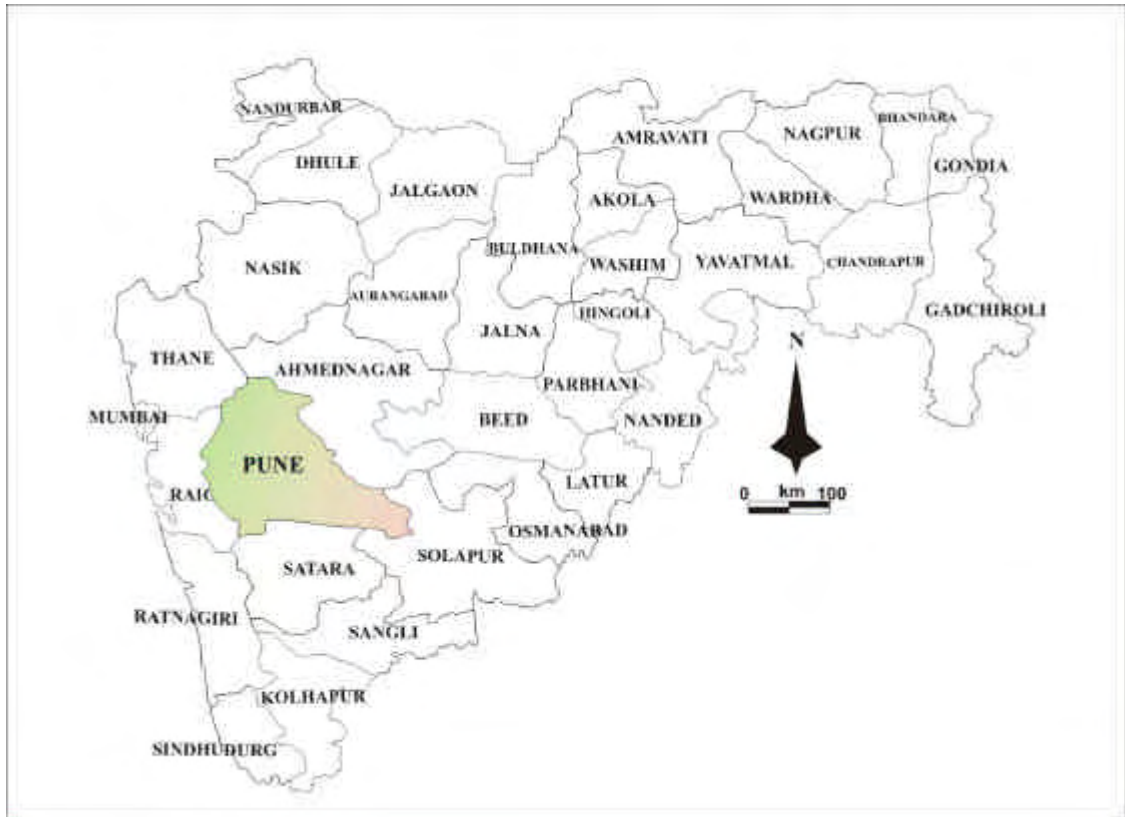 NANDURBAR
DHULE
JALGAON
AMRAVATI
NAGPUR
BHANDARA
GONDIA
AKOLA
WARDHA
BULDHANA
NASIK
WASHIM
YAVATMAL
CHANDRAPUR
AURANGABAD
HINGOLI
GADCHIROLI
JALNA
THANE
AHMEDNAGAR
N
PARBHANI
MUMBAI
BEED
NANDED
PUNE
LATUR
0 km 100
RAIG
OSMANABAD
SOLAPUR
SATARA
RATNAGIRI
SANGLI
KOLHAPUR
SINDHUDURG